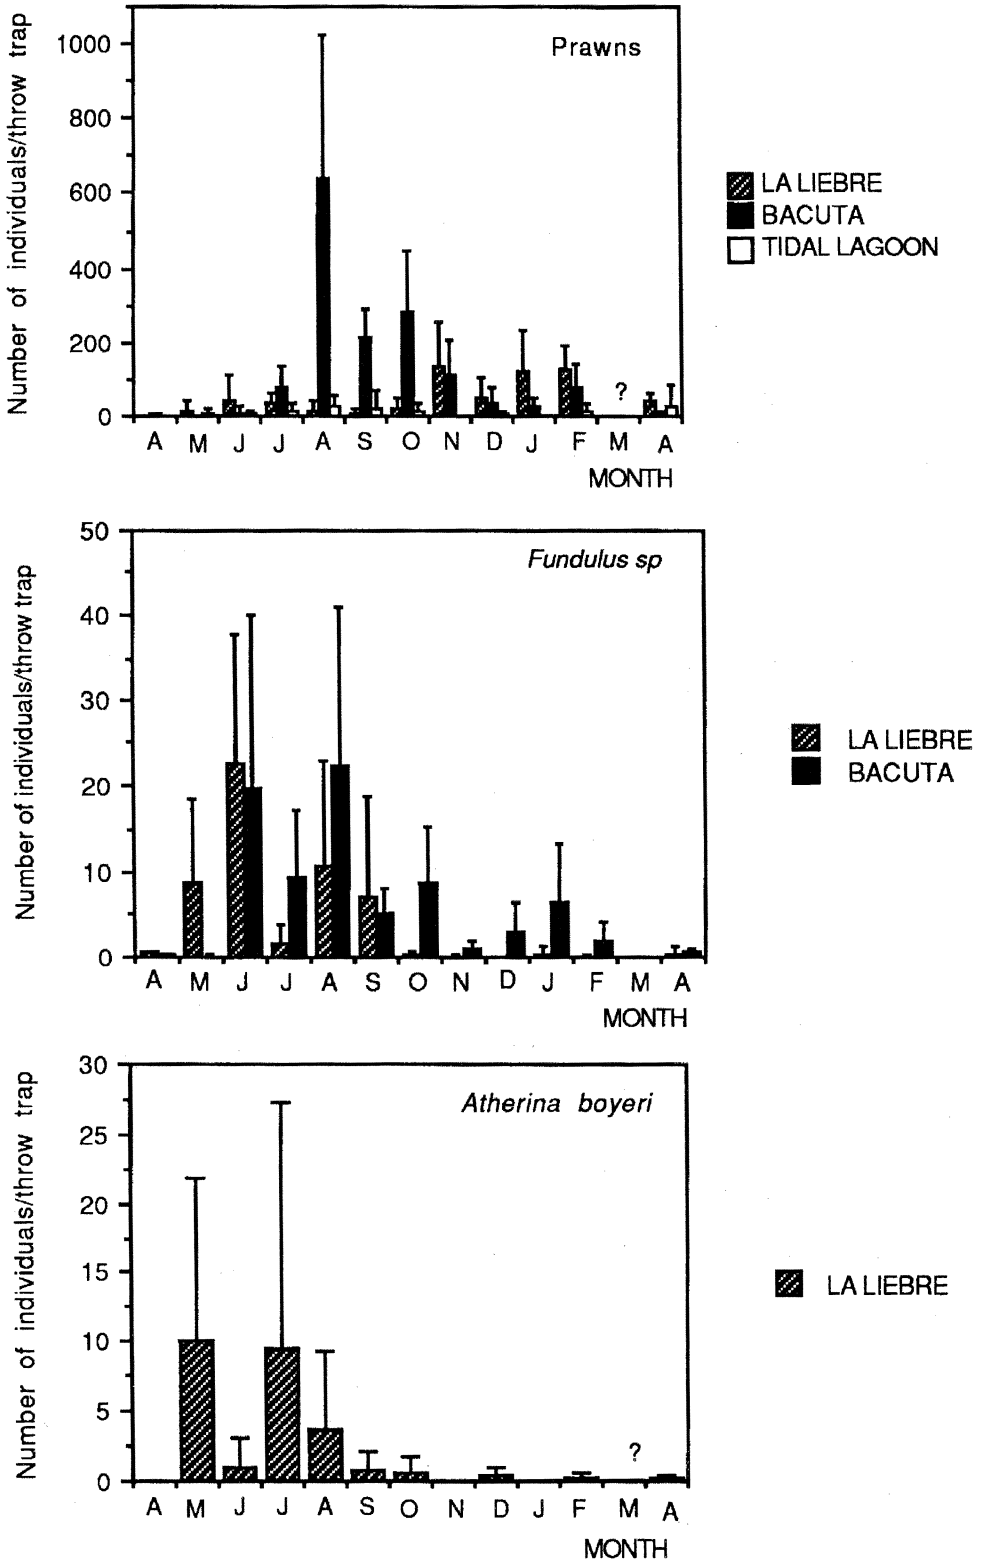 Number of individuals/throw trap
1000
800
600
400
200
0
Prawns
?
A M J J A S O N D J F M A
MONTH
LA LIEBRE
BACUTA
TIDAL LAGOON
Number of individuals/throw trap
50
40
30
20
10
0
Fundulus sp
A M J J A S O N D J F M A
MONTH
LA LIEBRE
BACUTA
Number of individuals/throw trap
30
25
20
15
10
5
0
Atherina boyeri
?
A M J J A S O N D J F M A
MONTH
LA LIEBRE